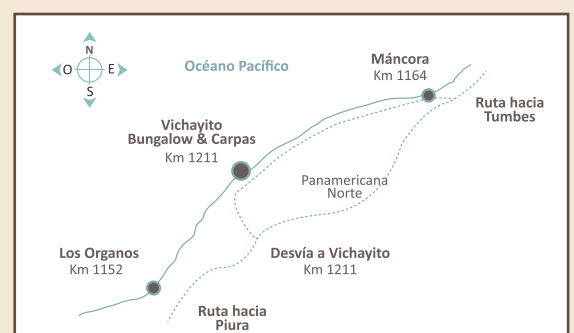 N
O
E
S
Océano Pacífico
Máncora
Km 1164
Ruta hacia
Tumbes
Vichayito
Bungalow & Carpas
Km 1211
Panamericana
Norte
Los Organos
Km 1152
Desvía a Vichayito
Km 1211
Ruta hacia
Piura